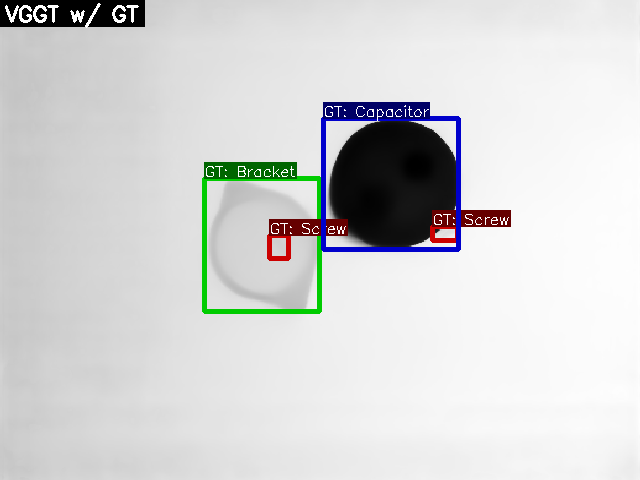 VGGT w/ GT
GT: Capacitor
GT: Bracket
GT: Screw
GT: Screw